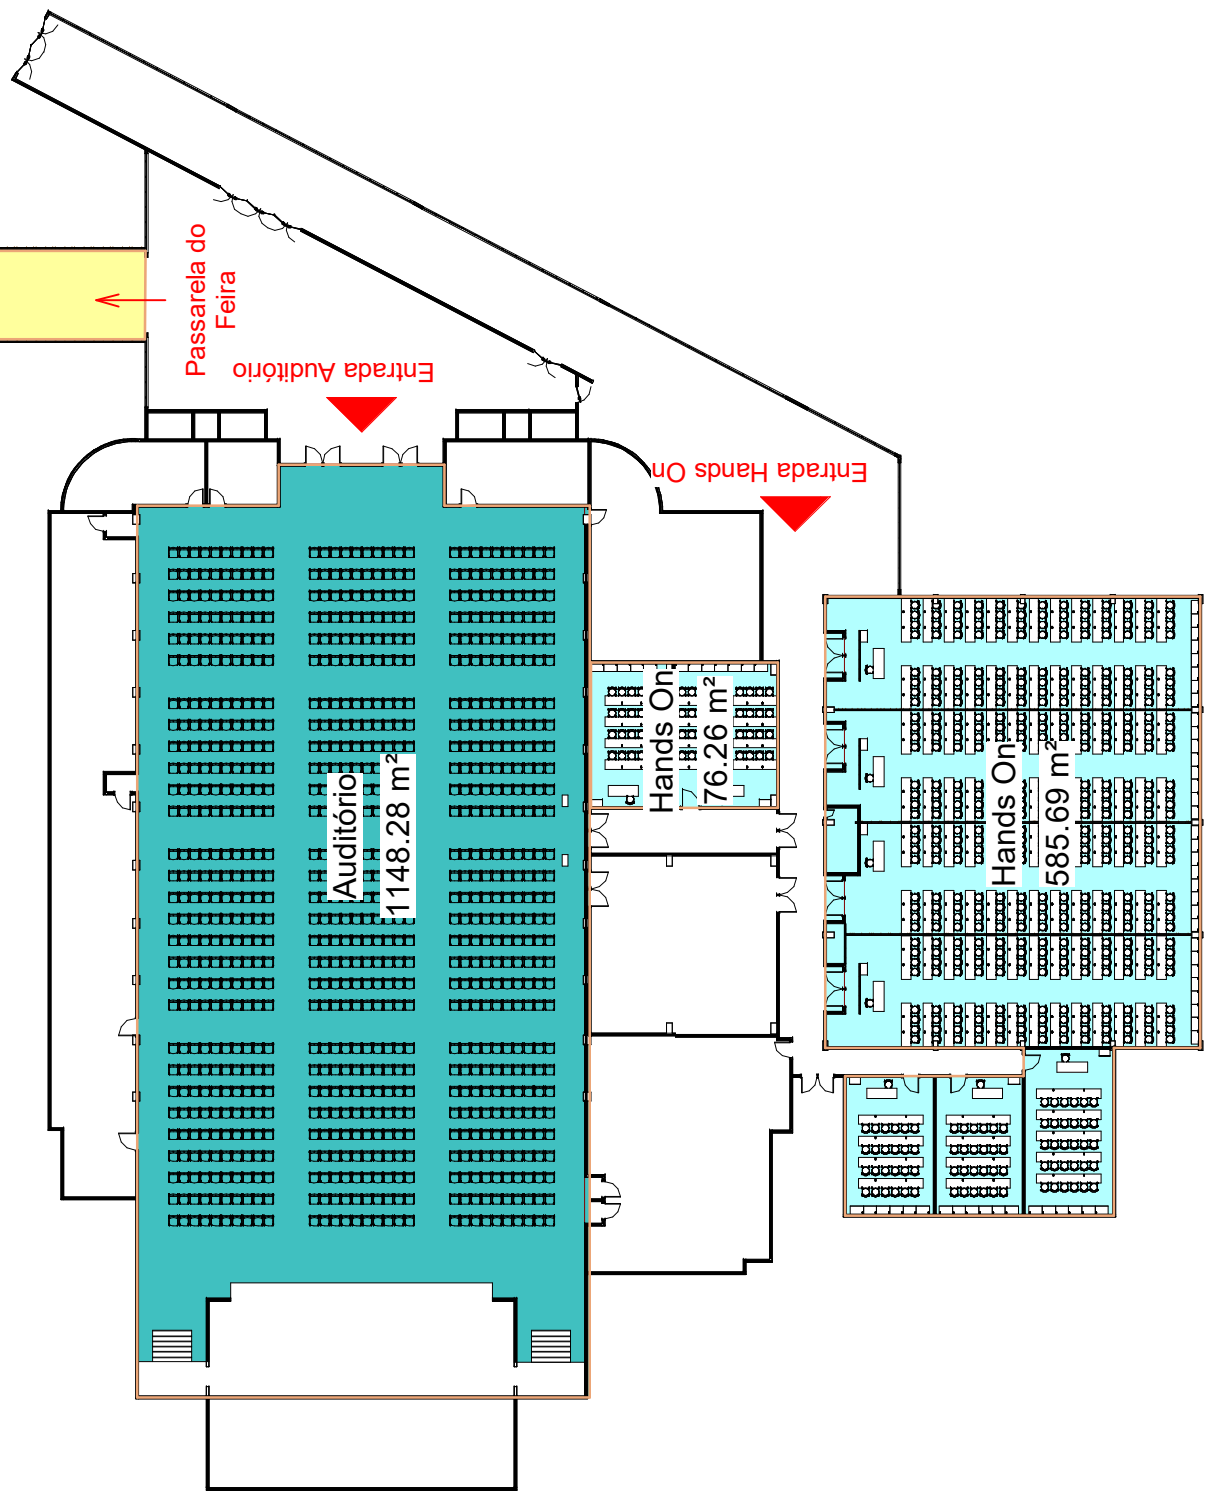 Passarela do
Feira
Entrada Auditório
Entrada Hands On
Auditório
1148.28 m²
Hands On
76.26 m²
Hands On
585.69 m²